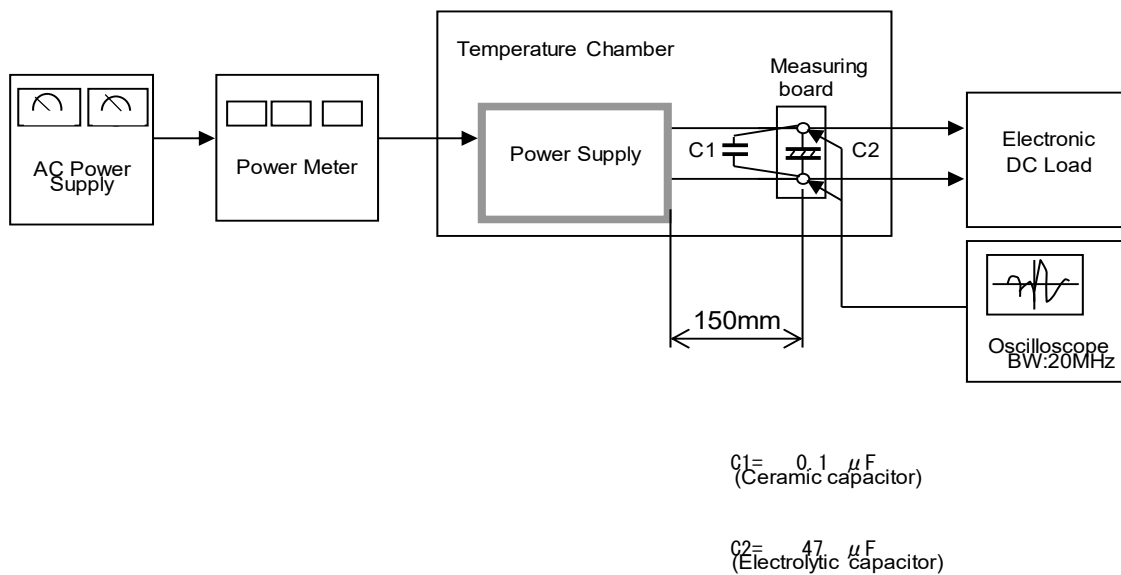 Temperature Chamber
Measuring
board
AC Power
Supply
Power Meter
Power Supply
C1
C2
Electronic
DC Load
150mm
Oscilloscope
BW:20MHz
C1= 0.1 μF
(Ceramic capacitor)
C2= 47 μF
(Electrolytic capacitor)